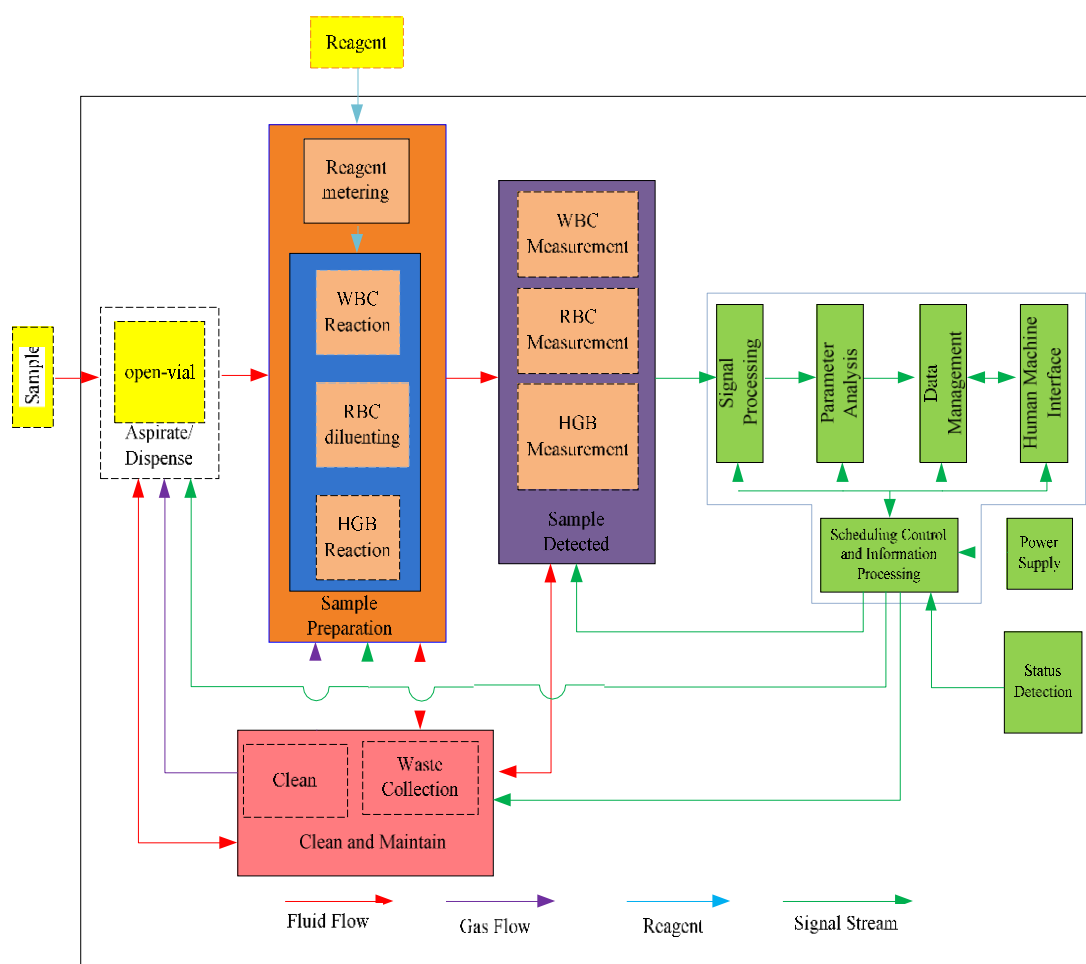 Reagent
Reagent
metering
WBC
Reaction
RBC
diluenting
HGB
Reaction
Sample
Preparation
Sample
open-vial
Aspirate/
Dispense
WBC
Measurement
RBC
Measurement
HGB
Measurement
Sample
Detected
Signal
Processing
Parameter
Analysis
Data
Management
Human Machine
Interface
Scheduling Control
and Information
Processing
Power
Supply
Status
Detection
Clean
Waste
Collection
Clean and Maintain
Fluid Flow
Gas Flow
Reagent
Signal Stream